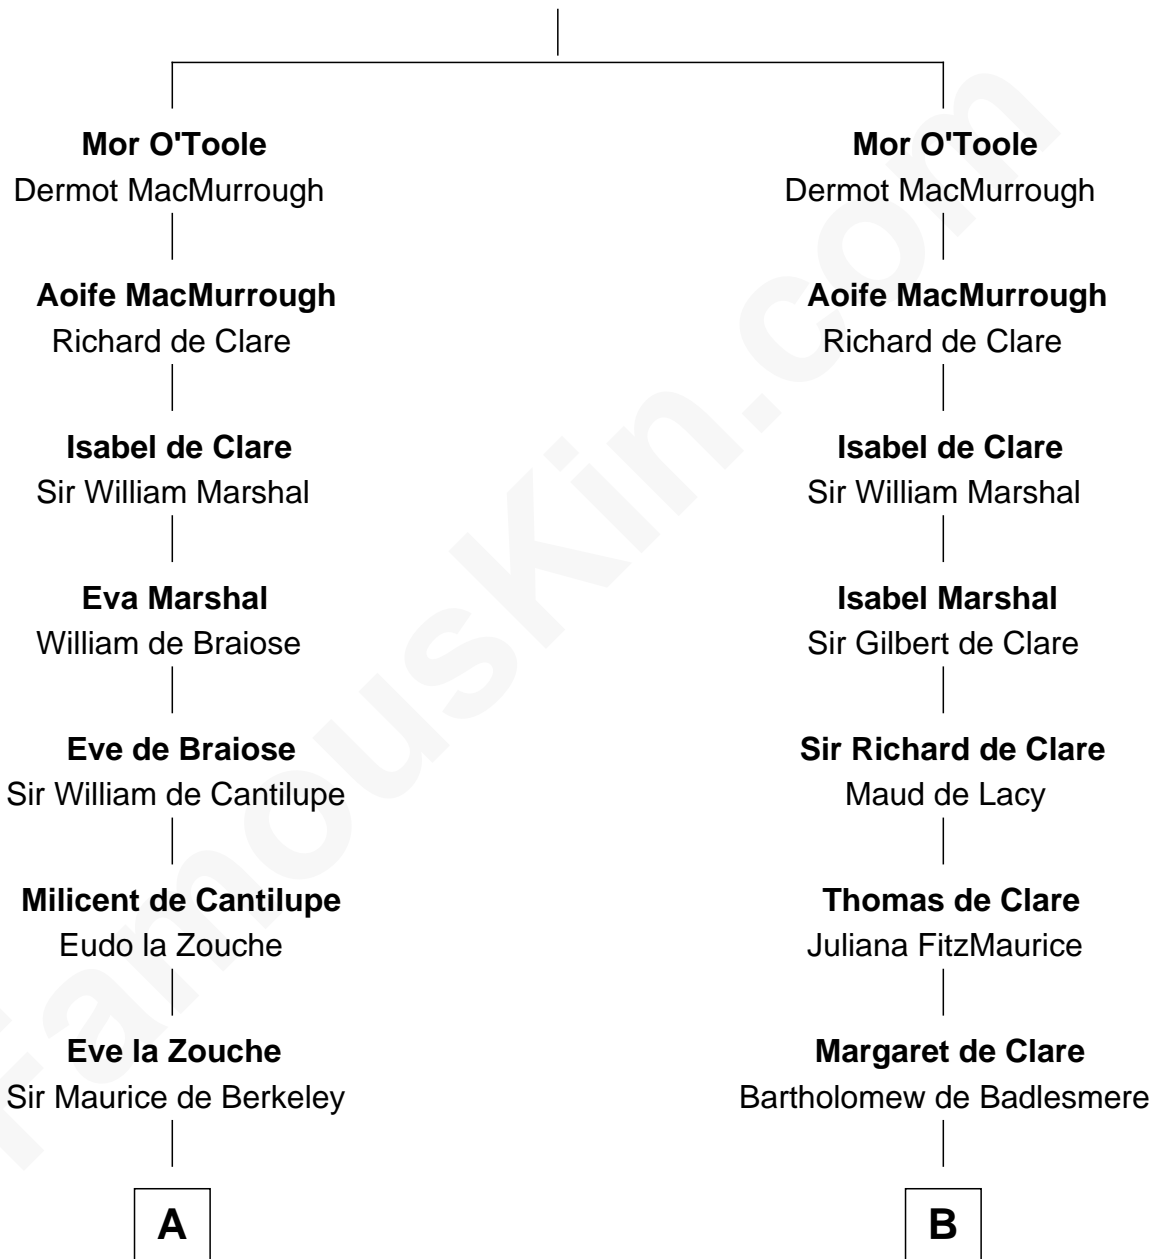 Mor O'Toole
Dermot MacMurrough
Aoife MacMurrough
Richard de Clare
Isabel de Clare
Sir William Marshal
Eva Marshal
William de Braiose
Eve de Braiose
Sir William de Cantilupe
Milicent de Cantilupe
Eudo la Zouche
Eve la Zouche
Sir Maurice de Berkeley
A
Mor O'Toole
Dermot MacMurrough
Aoife MacMurrough
Richard de Clare
Isabel de Clare
Sir William Marshal
Isabel Marshal
Sir Gilbert de Clare
Sir Richard de Clare
Maud de Lacy
Thomas de Clare
Juliana FitzMaurice
Margaret de Clare
Bartholomew de Badlesmere
B
FamousKin.com